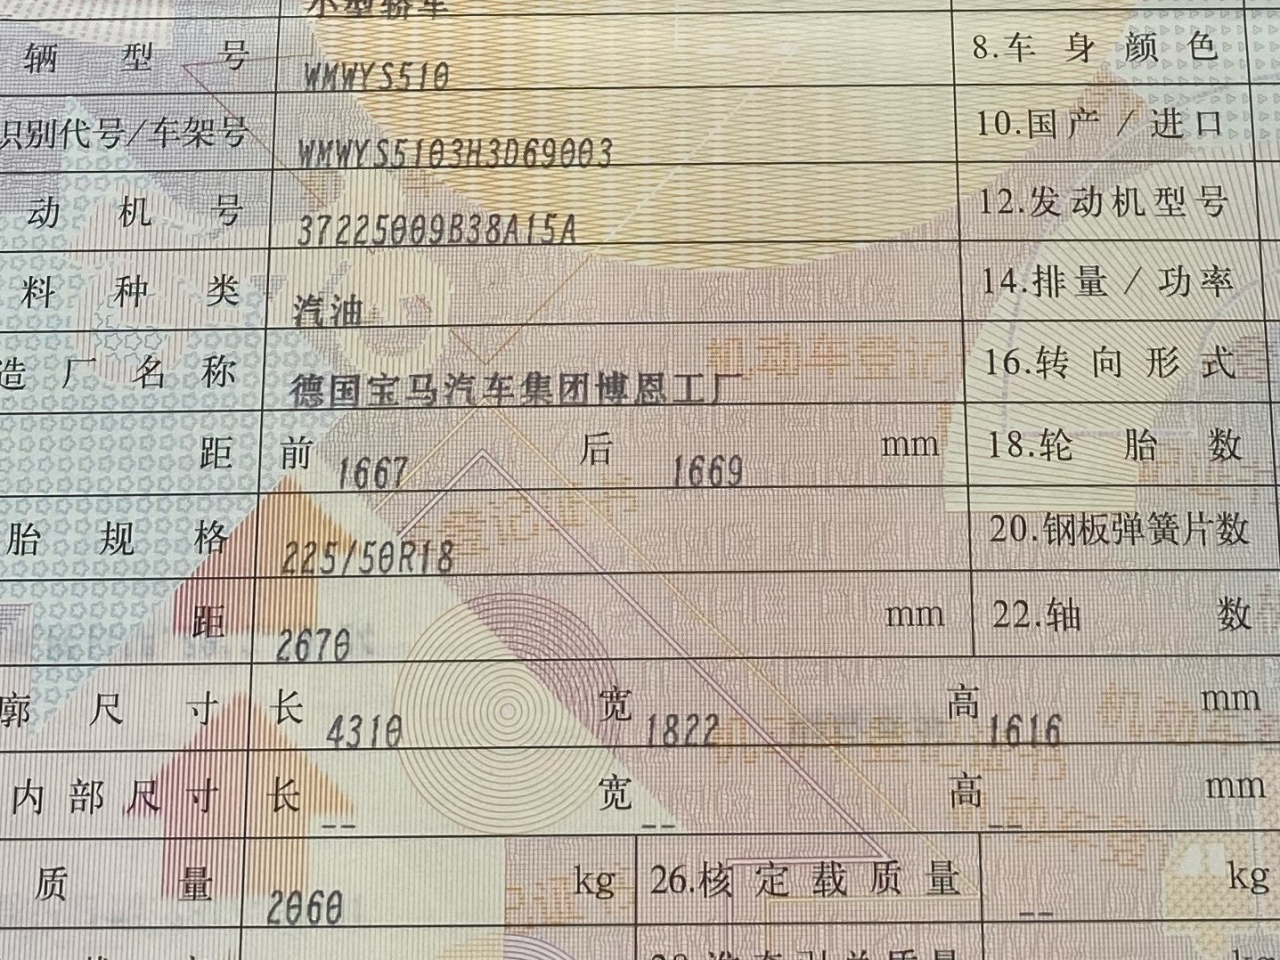 小型轿车
辆型号 WMWYS510 8.车身颜色
识别代号/车架号 WMWYS5103H3D69003 10.国产/进口
动机号 37225009B38A15A 12.发动机型号
料种类 汽油 14.排量/功率
造厂名称 德国宝马汽车集团博恩工厂 16.转向形式
距 前 1667 后 1669 mm 18.轮胎数
胎规格 225/50R18 20.钢板弹簧片数
距 2670 mm 22.轴数
廓尺寸 长 4310 宽 1822 高 1616 mm
内部尺寸 长 -- 宽 -- 高 -- mm
质量 2060 kg 26.核定载质量 -- kg